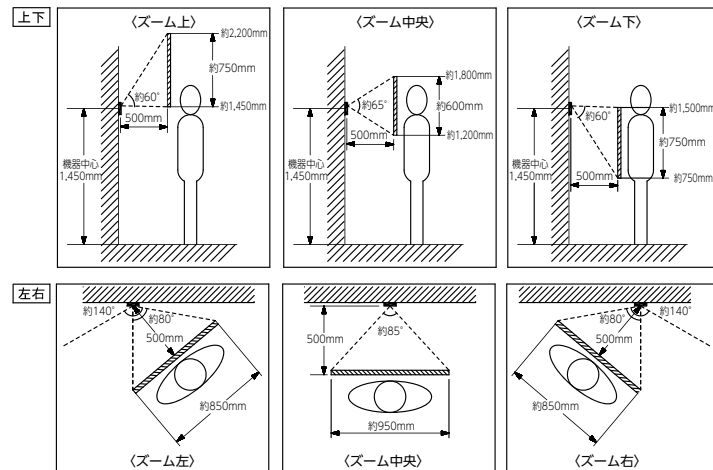 上下
〈ズーム上〉
約2,200mm
約750mm
約60°
約1,450mm
500mm
機器中心
1,450mm
〈ズーム中央〉
約1,800mm
約65°
約600mm
500mm
約1,200mm
機器中心
1,450mm
〈ズーム下〉
約1,500mm
約60°
約750mm
500mm
約750mm
機器中心
1,450mm
左右
約140°
約80°
500mm
約850mm
〈ズーム左〉
500mm
約85°
約950mm
〈ズーム中央〉
約80°
約140°
500mm
約850mm
〈ズーム右〉